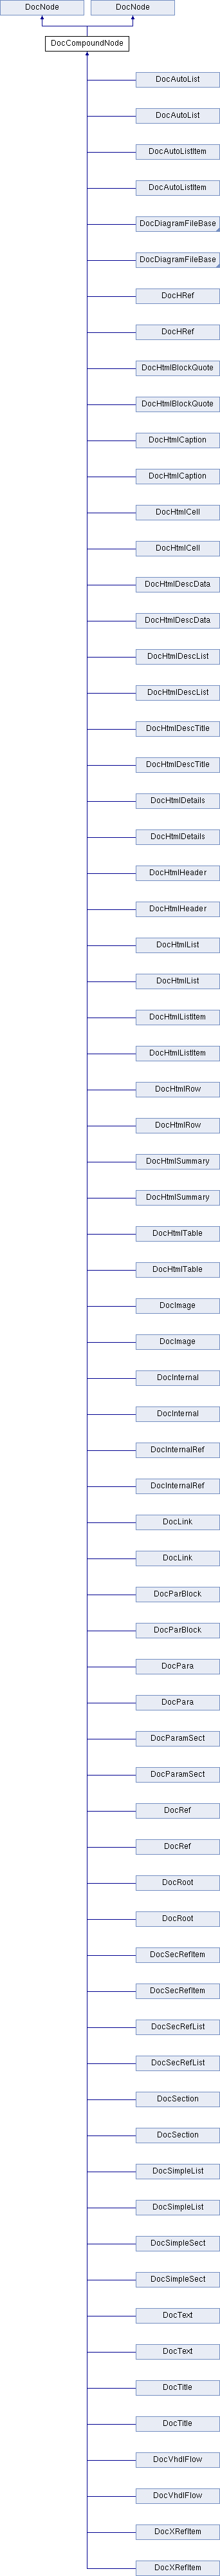 DocNode DocNode
DocCompoundNode
DocAutoList
DocAutoList
DocAutoListItem
DocAutoListItem
DocDiagramFileBase
DocDiagramFileBase
DocHRef
DocHRef
DocHtmlBlockQuote
DocHtmlBlockQuote
DocHtmlCaption
DocHtmlCaption
DocHtmlCell
DocHtmlCell
DocHtmlDescData
DocHtmlDescData
DocHtmlDescList
DocHtmlDescList
DocHtmlDescTitle
DocHtmlDescTitle
DocHtmlDetails
DocHtmlDetails
DocHtmlHeader
DocHtmlHeader
DocHtmlList
DocHtmlList
DocHtmlListItem
DocHtmlListItem
DocHtmlRow
DocHtmlRow
DocHtmlSummary
DocHtmlSummary
DocHtmlTable
DocHtmlTable
DocImage
DocImage
DocInternal
DocInternal
DocInternalRef
DocInternalRef
DocLink
DocLink
DocParBlock
DocParBlock
DocPara
DocPara
DocParamSect
DocParamSect
DocRef
DocRef
DocRoot
DocRoot
DocSecRefItem
DocSecRefItem
DocSecRefList
DocSecRefList
DocSection
DocSection
DocSimpleList
DocSimpleList
DocSimpleSect
DocSimpleSect
DocText
DocText
DocTitle
DocTitle
DocVhdlFlow
DocVhdlFlow
DocXRefItem
DocXRefItem